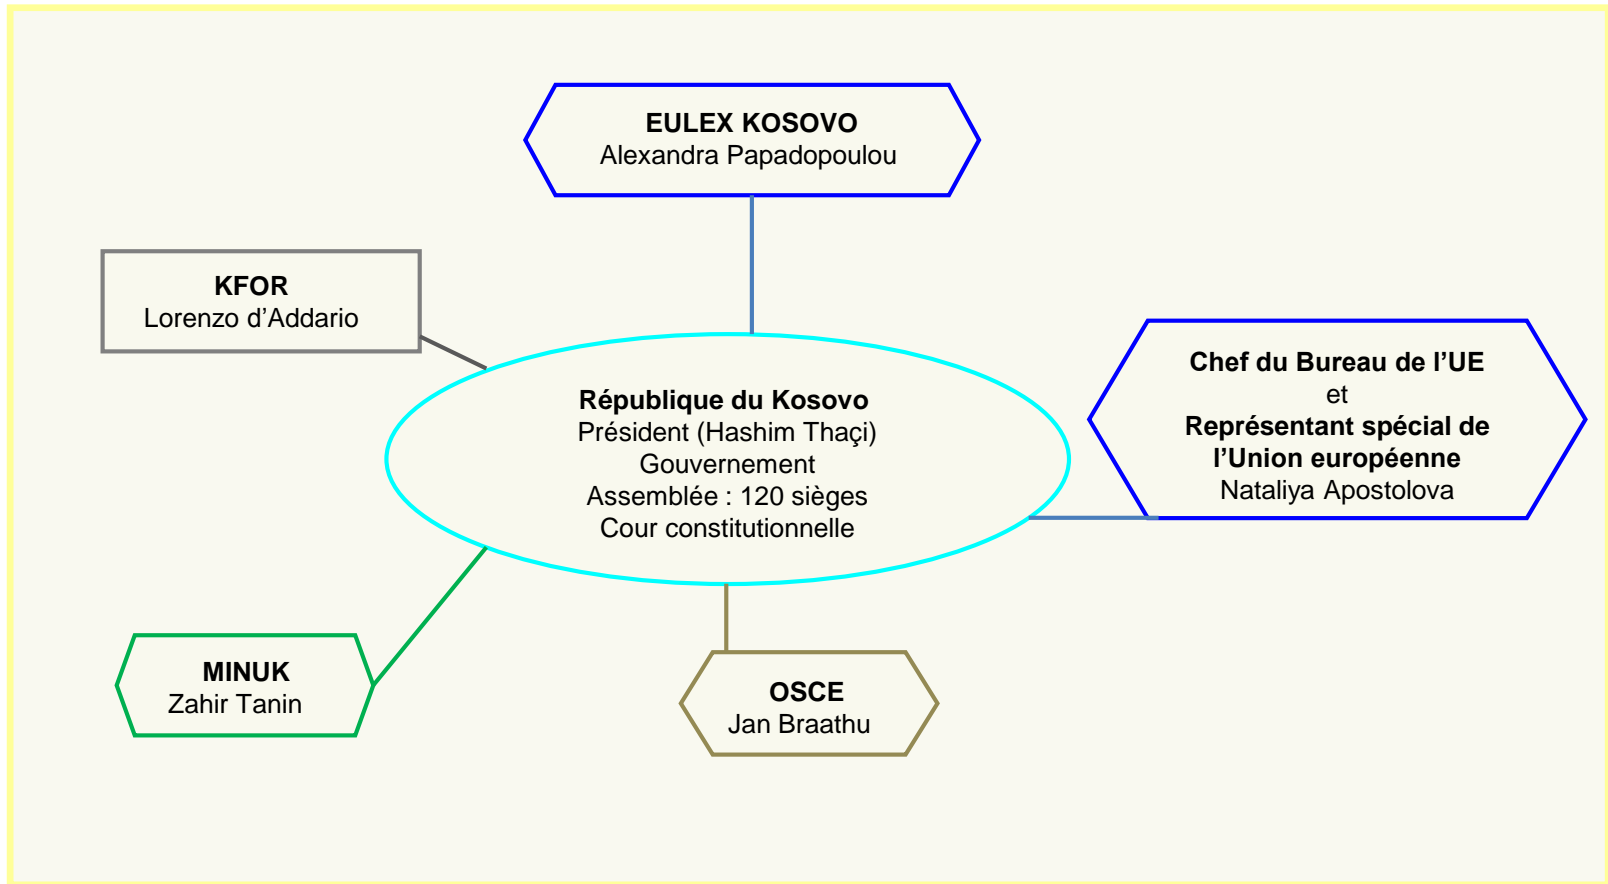 EULEX KOSOVO
Alexandra Papadopoulou
KFOR
Lorenzo d’Addario
Chef du Bureau de l’UE
et
Représentant spécial de
l’Union européenne
Nataliya Apostolova
République du Kosovo
Président (Hashim Thaçi)
Gouvernement
Assemblée : 120 sièges
Cour constitutionnelle
MINUK
Zahir Tanin
OSCE
Jan Braathu